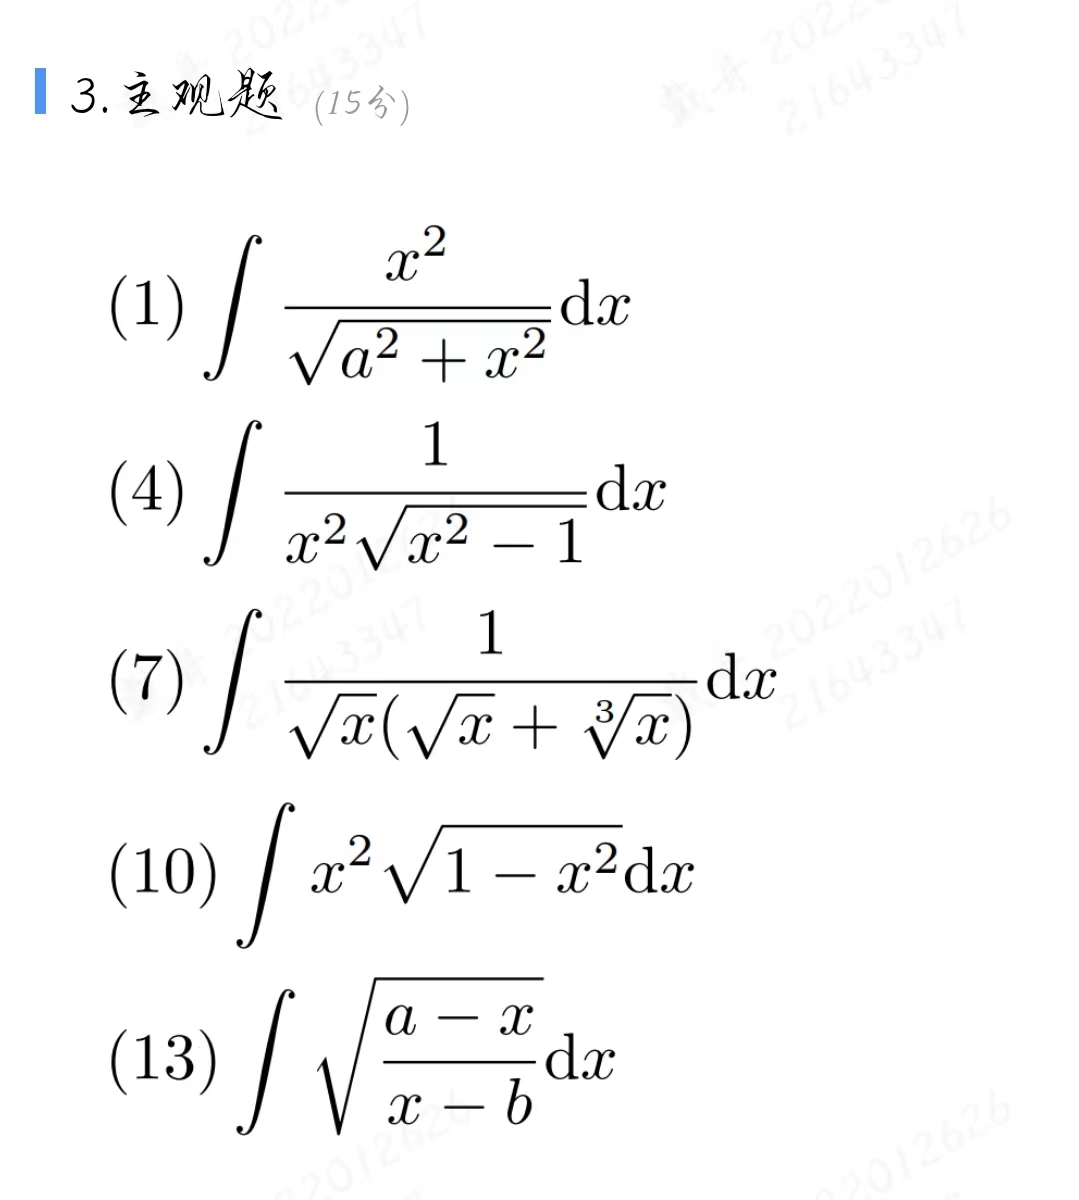 3.主观题 (15分)
(1) ∫ x²/√(a² + x²) dx
(4) ∫ 1/(x²√(x² − 1)) dx
(7) ∫ 1/(√x(√x + ∛x)) dx
(10) ∫ x²√(1 − x²) dx
(13) ∫ √((a − x)/(x − b)) dx